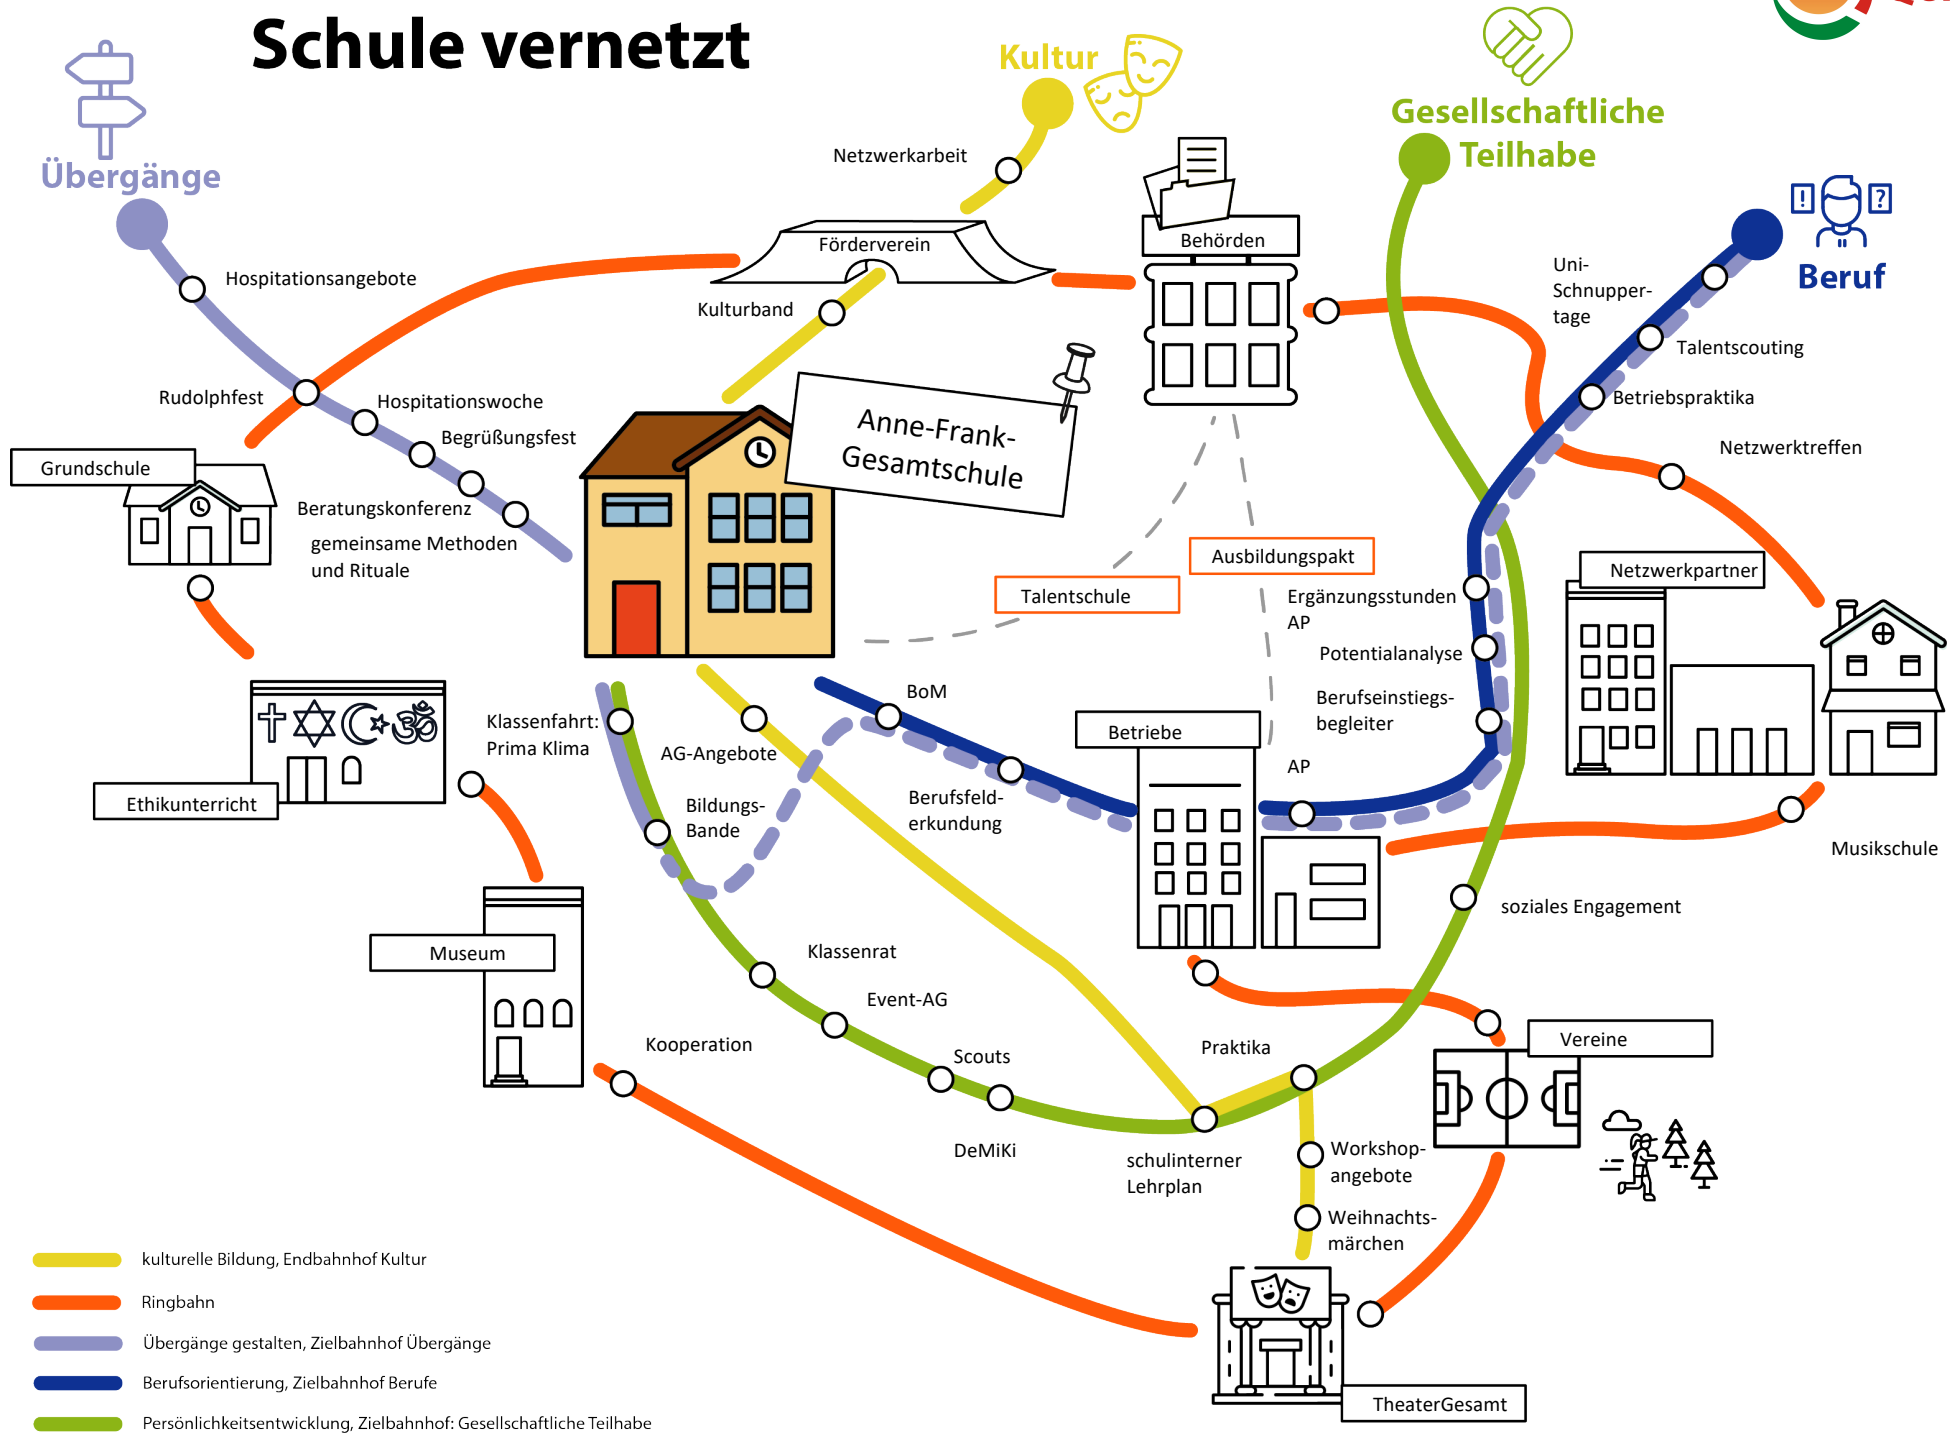 Schule vernetzt
Kultur
Gesellschaftliche
Teilhabe
Übergänge
Beruf
Netzwerkarbeit
Förderverein
Behörden
Hospitationsangebote
Kulturband
Uni-
Schnupper-
tage
Talentscouting
Rudolphfest
Hospitationswoche
Betriebspraktika
Begrüßungsfest
Anne-Frank-
Gesamtschule
Netzwerktreffen
Grundschule
Beratungskonferenz
gemeinsame Methoden
und Rituale
Ausbildungspakt
Talentschule
Netzwerkpartner
Ergänzungsstunden
AP
Potentialanalyse
Berufseinstiegs-
begleiter
BoM
Klassenfahrt:
Prima Klima
AG-Angebote
Betriebe
AP
Ethikunterricht
Bildungs-
Bande
Berufsfeld-
erkundung
Musikschule
soziales Engagement
Museum
Klassenrat
Event-AG
Kooperation
Scouts
Praktika
Vereine
DeMiKi
schulinterner
Lehrplan
Workshop-
angebote
Weihnachts-
märchen
TheaterGesamt
kulturelle Bildung, Endbahnhof Kultur
Ringbahn
Übergänge gestalten, Zielbahnhof Übergänge
Berufsorientierung, Zielbahnhof Berufe
Persönlichkeitsentwicklung, Zielbahnhof: Gesellschaftliche Teilhabe